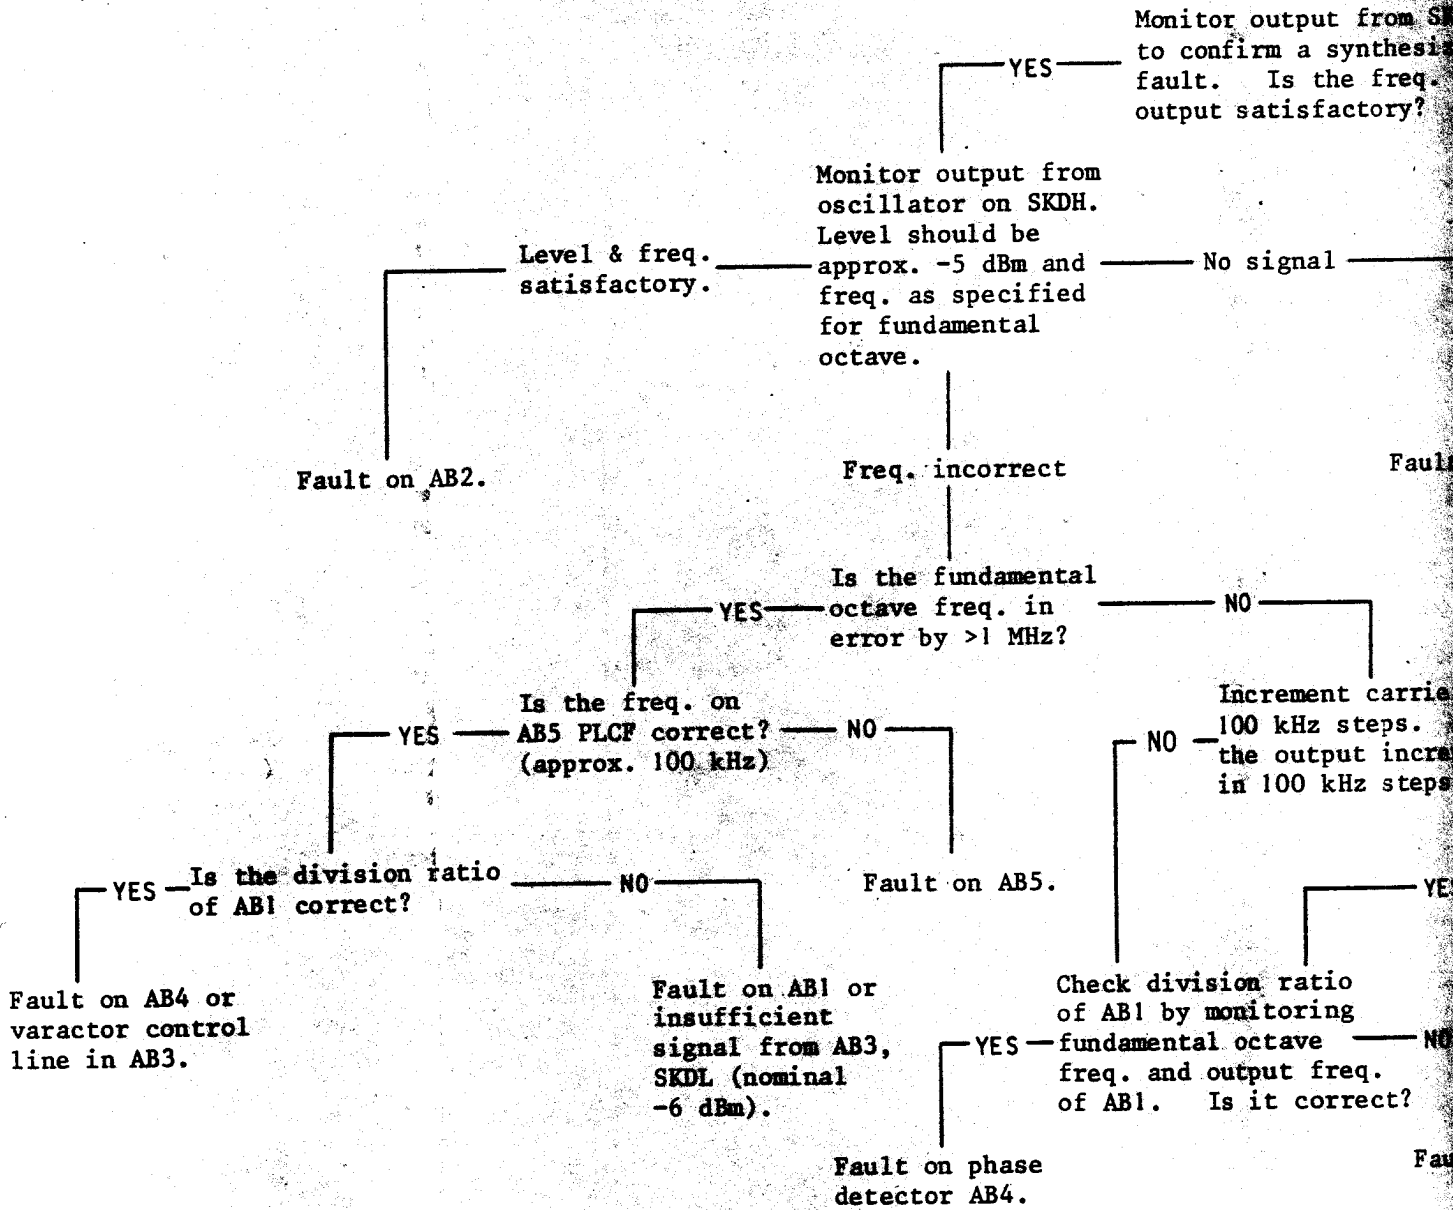 Monitor output from
to confirm a synthesis
fault. Is the freq.
output satisfactory?
YES
Monitor output from
oscillator on SKDH.
Level should be
approx. -5 dBm and
freq. as specified
for fundamental
octave.
Level & freq.
satisfactory.
No signal
Fault on AB2.
Freq. incorrect
Fault
Is the fundamental
octave freq. in
error by >1 MHz?
YES
NO
Is the freq. on
AB5 PLCF correct?
(approx. 100 kHz)
YES
NO
Increment carrie
100 kHz steps.
the output incre
in 100 kHz steps
NO
Is the division ratio
of AB1 correct?
YES
NO
Fault on AB5.
YES
Fault on AB4 or
varactor control
line in AB3.
Fault on AB1 or
insufficient
signal from AB3,
SKDL (nominal
-6 dBm).
Check division ratio
of AB1 by monitoring
fundamental octave
freq. and output freq.
of AB1. Is it correct?
YES
NO
Fault on phase
detector AB4.
Fau